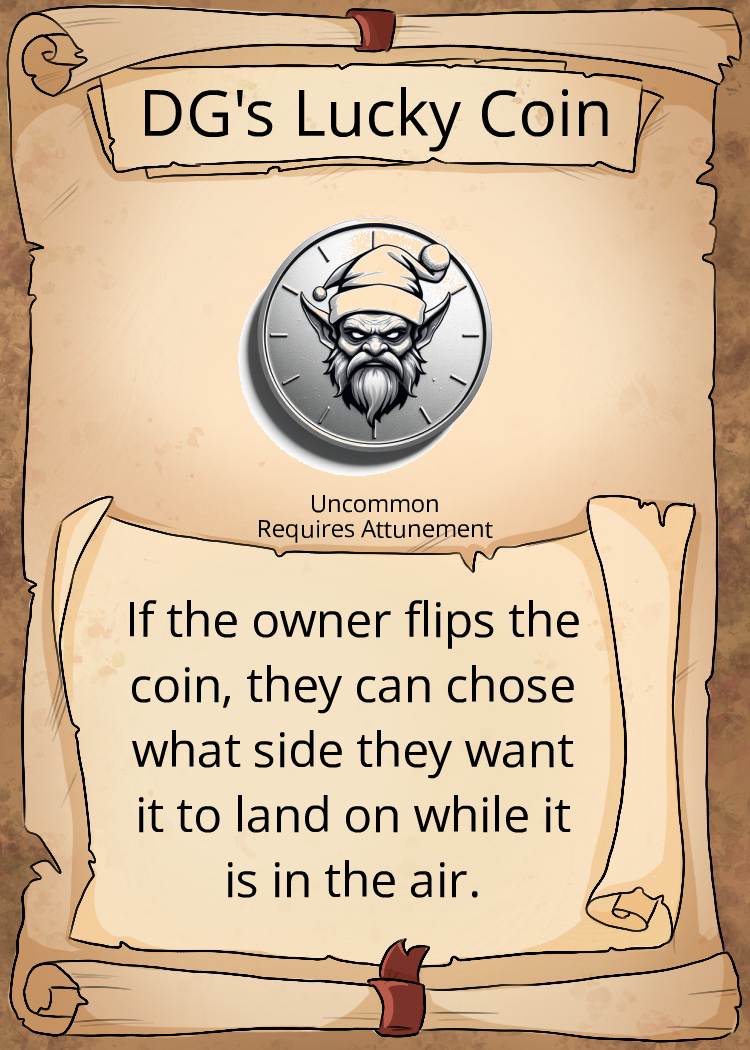 DG's Lucky Coin
Uncommon
Requires Attunement
If the owner flips the
coin, they can chose
what side they want
it to land on while it
is in the air.